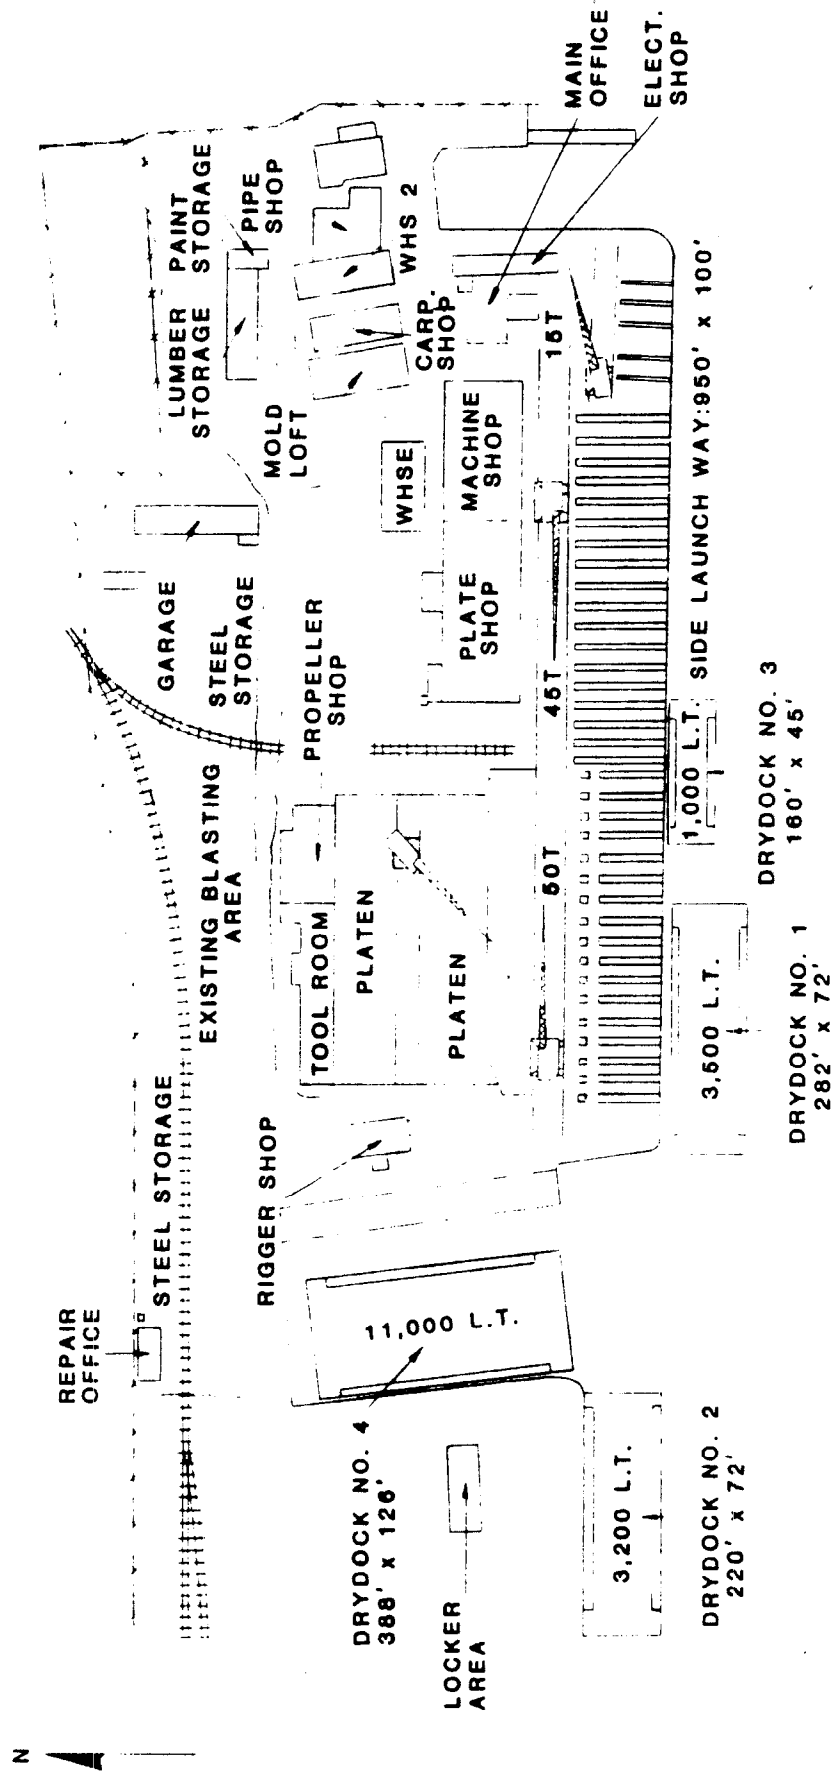 N
REPAIR
OFFICE
STEEL STORAGE
EXISTING BLASTING
AREA
GARAGE
STEEL
STORAGE
LUMBER
STORAGE
PAINT
STORAGE
PIPE
SHOP
MOLD
LOFT
RIGGER SHOP
TOOL ROOM
PROPELLER
SHOP
PLATEN
PLATEN
WHSE
WHS 2
CARP.
SHOP
PLATE
SHOP
MACHINE
SHOP
MAIN
OFFICE
ELECT.
SHOP
DRYDOCK NO. 4
388' x 126'
11,000 L.T.
LOCKER
AREA
50T
45T
15T
3,200 L.T.
DRYDOCK NO. 2
220' x 72'
3,500 L.T.
DRYDOCK NO. 1
282' x 72'
1,000 L.T.
DRYDOCK NO. 3
160' x 45'
SIDE LAUNCH WAY:950' x 100'